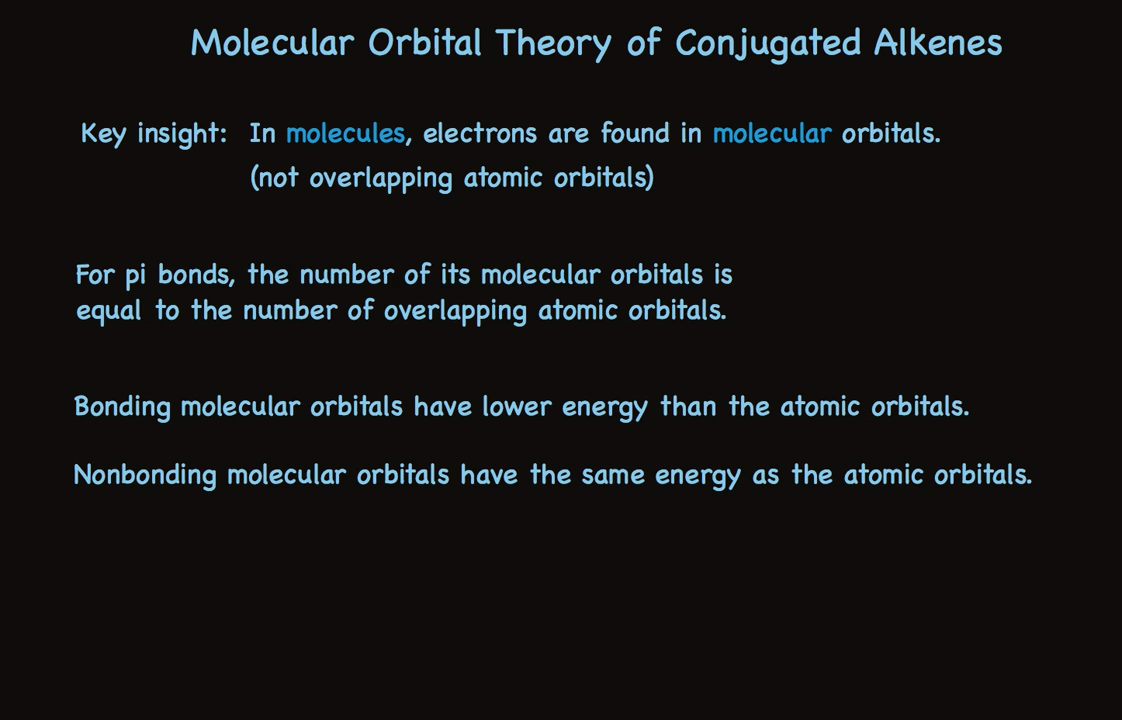 Molecular Orbital Theory of Conjugated Alkenes
Key insight: In molecules, electrons are found in molecular orbitals.
(not overlapping atomic orbitals)
For pi bonds, the number of its molecular orbitals is
equal to the number of overlapping atomic orbitals.
Bonding molecular orbitals have lower energy than the atomic orbitals.
Nonbonding molecular orbitals have the same energy as the atomic orbitals.